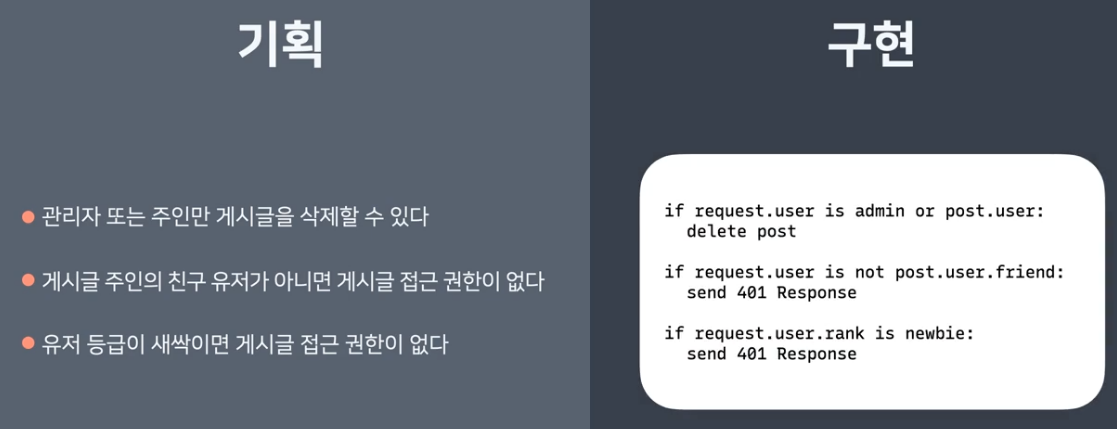 기획
관리자 또는 주인만 게시글을 삭제할 수 있다
게시글 주인의 친구 유저가 아니면 게시글 접근 권한이 없다
유저 등급이 새싹이면 게시글 접근 권한이 없다
구현
if request.user is admin or post.user:
delete post
if request.user is not post.user.friend:
send 401 Response
if request.user.rank is newbie:
send 401 Response